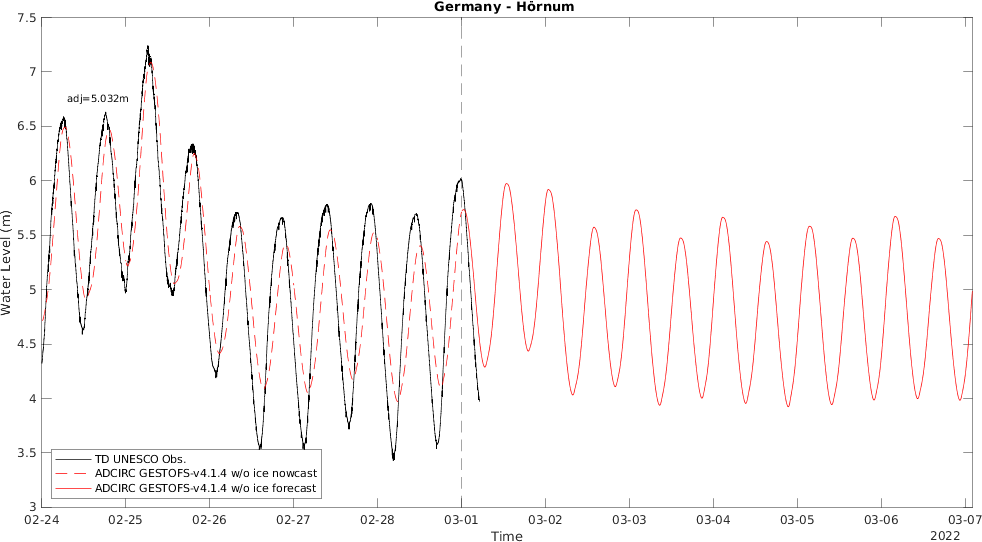 Germany - Hörnum
7.5
7
6.5
6
5.5
5
4.5
4
3.5
3
Water Level (m)
adj=5.032m
TD UNESCO Obs.
ADCIRC GESTOFS-v4.1.4 w/o ice nowcast
ADCIRC GESTOFS-v4.1.4 w/o ice forecast
02-24 02-25 02-26 02-27 02-28 03-01 03-02 03-03 03-04 03-05 03-06 03-07
Time
2022